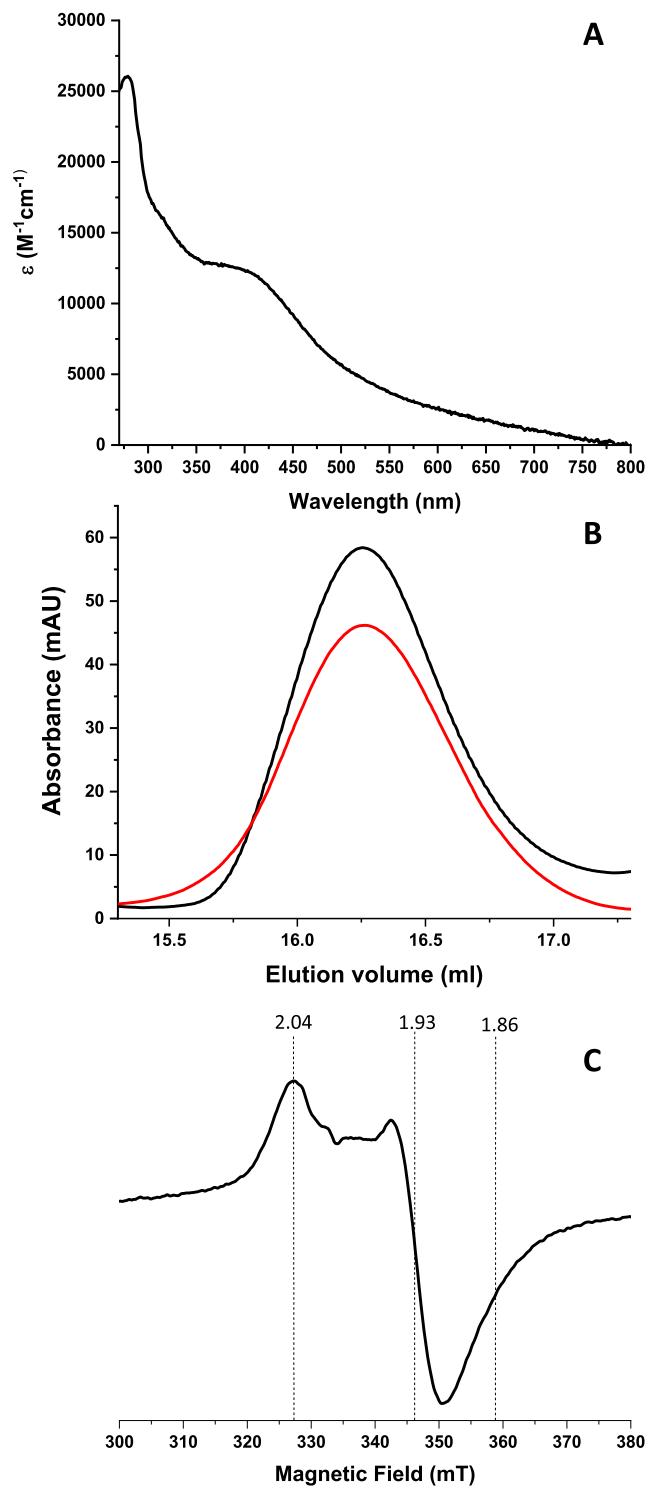 A
30000
25000
20000
15000
10000
5000
0
ε (M⁻¹cm⁻¹)
300 350 400 450 500 550 600 650 700 750 800
Wavelength (nm)
B
60
50
40
30
20
10
0
Absorbance (mAU)
15.5 16.0 16.5 17.0
Elution volume (ml)
2.04 1.93 1.86
C
300 310 320 330 340 350 360 370 380
Magnetic Field (mT)